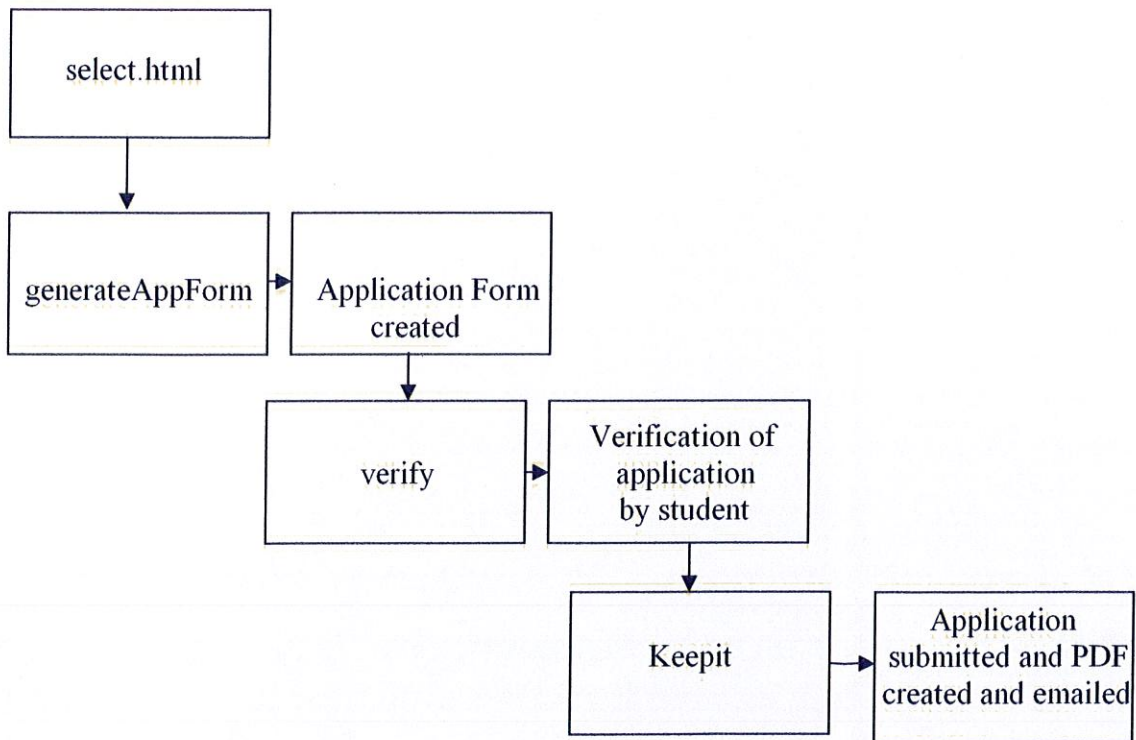 select.html
generateAppForm
Application Form
created
verify
Verification of
application
by student
Keepit
Application
submitted and PDF
created and emailed